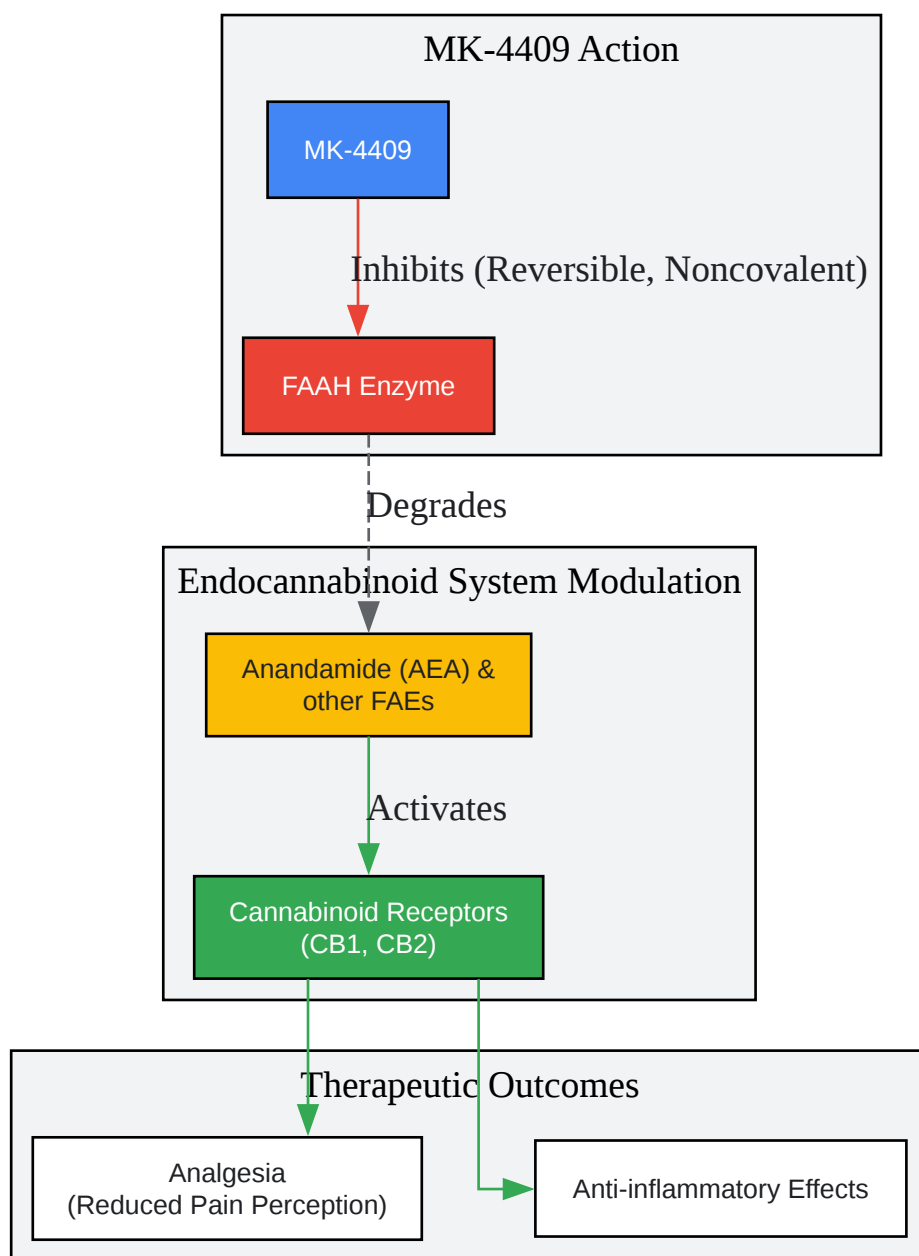 MK-4409 Action
MK-4409
Inhibits (Reversible, Noncovalent)
FAAH Enzyme
Degrades
Endocannabinoid System Modulation
Anandamide (AEA) &
other FAEs
Activates
Cannabinoid Receptors
(CB1, CB2)
Therapeutic Outcomes
Analgesia
(Reduced Pain Perception)
Anti-inflammatory Effects